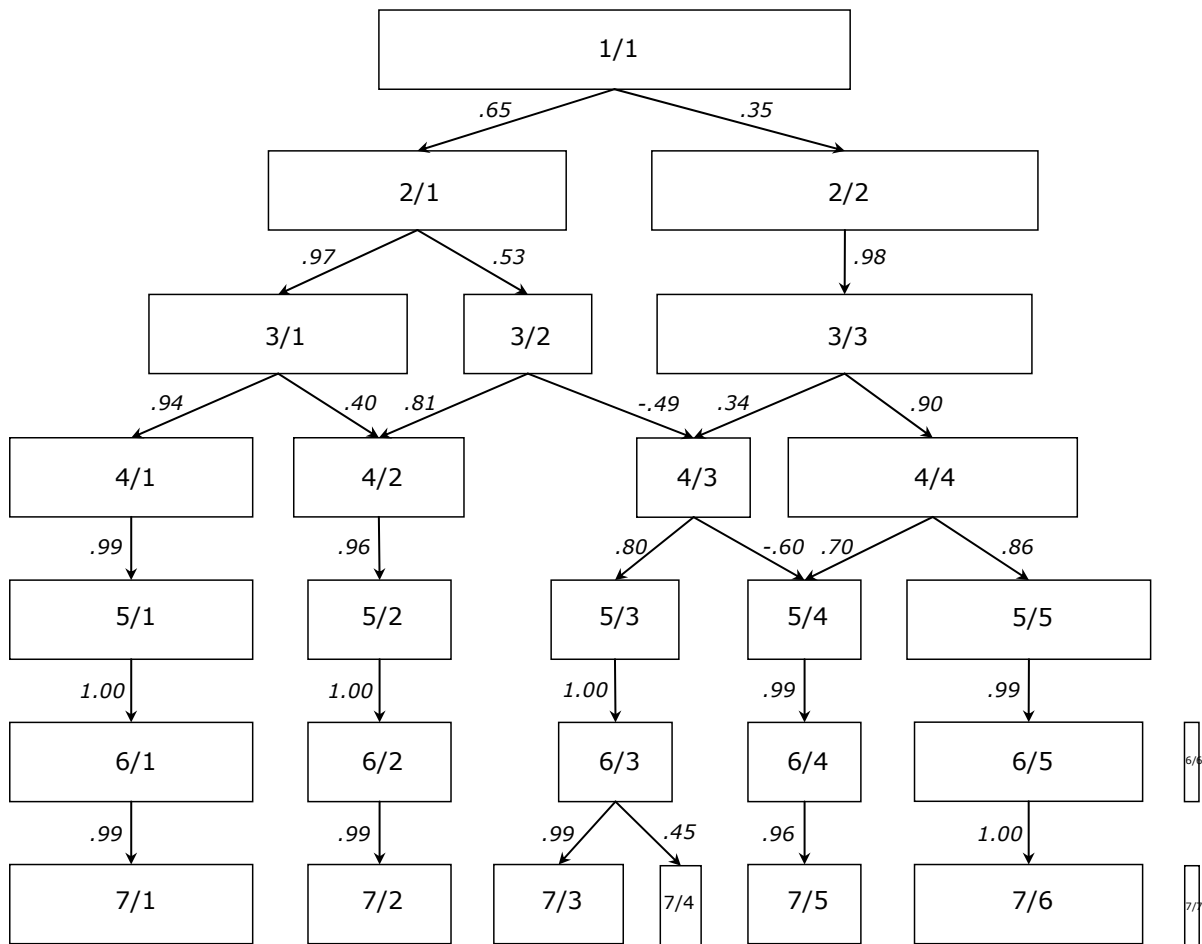 1/1
.65 .35
2/1 2/2
.97 .53 .98
3/1 3/2 3/3
.94 .40 .81 -.49 .34 .90
4/1 4/2 4/3 4/4
.99 .96 .80 -.60 .70 .86
5/1 5/2 5/3 5/4 5/5
1.00 1.00 1.00 .99 .99
6/1 6/2 6/3 6/4 6/5 6/6
.99 .99 .99 .45 .96 1.00
7/1 7/2 7/3 7/4 7/5 7/6 7/7